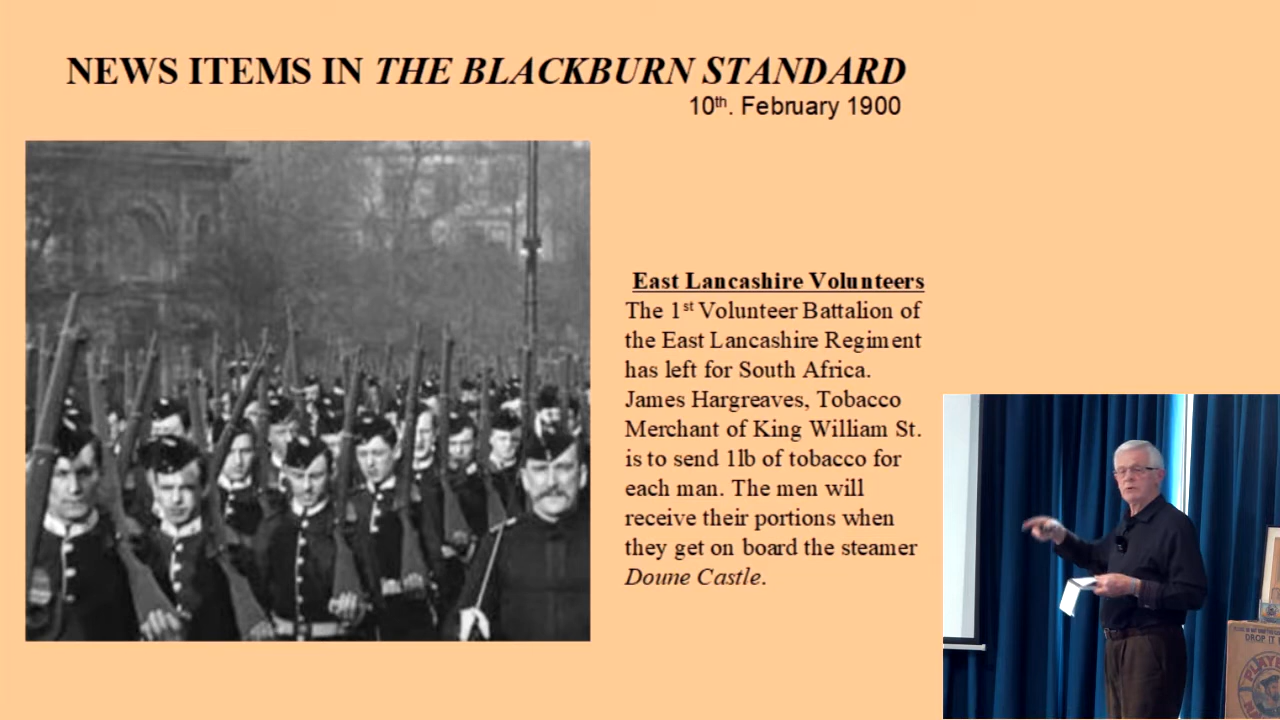 NEWS ITEMS IN THE BLACKBURN STANDARD
10th. February 1900
East Lancashire Volunteers
The 1st Volunteer Battalion of
the East Lancashire Regiment
has left for South Africa.
James Hargreaves, Tobacco
Merchant of King William St.
is to send 1lb of tobacco for
each man. The men will
receive their portions when
they get on board the steamer
Doune Castle.
DROP IT
PLAYE